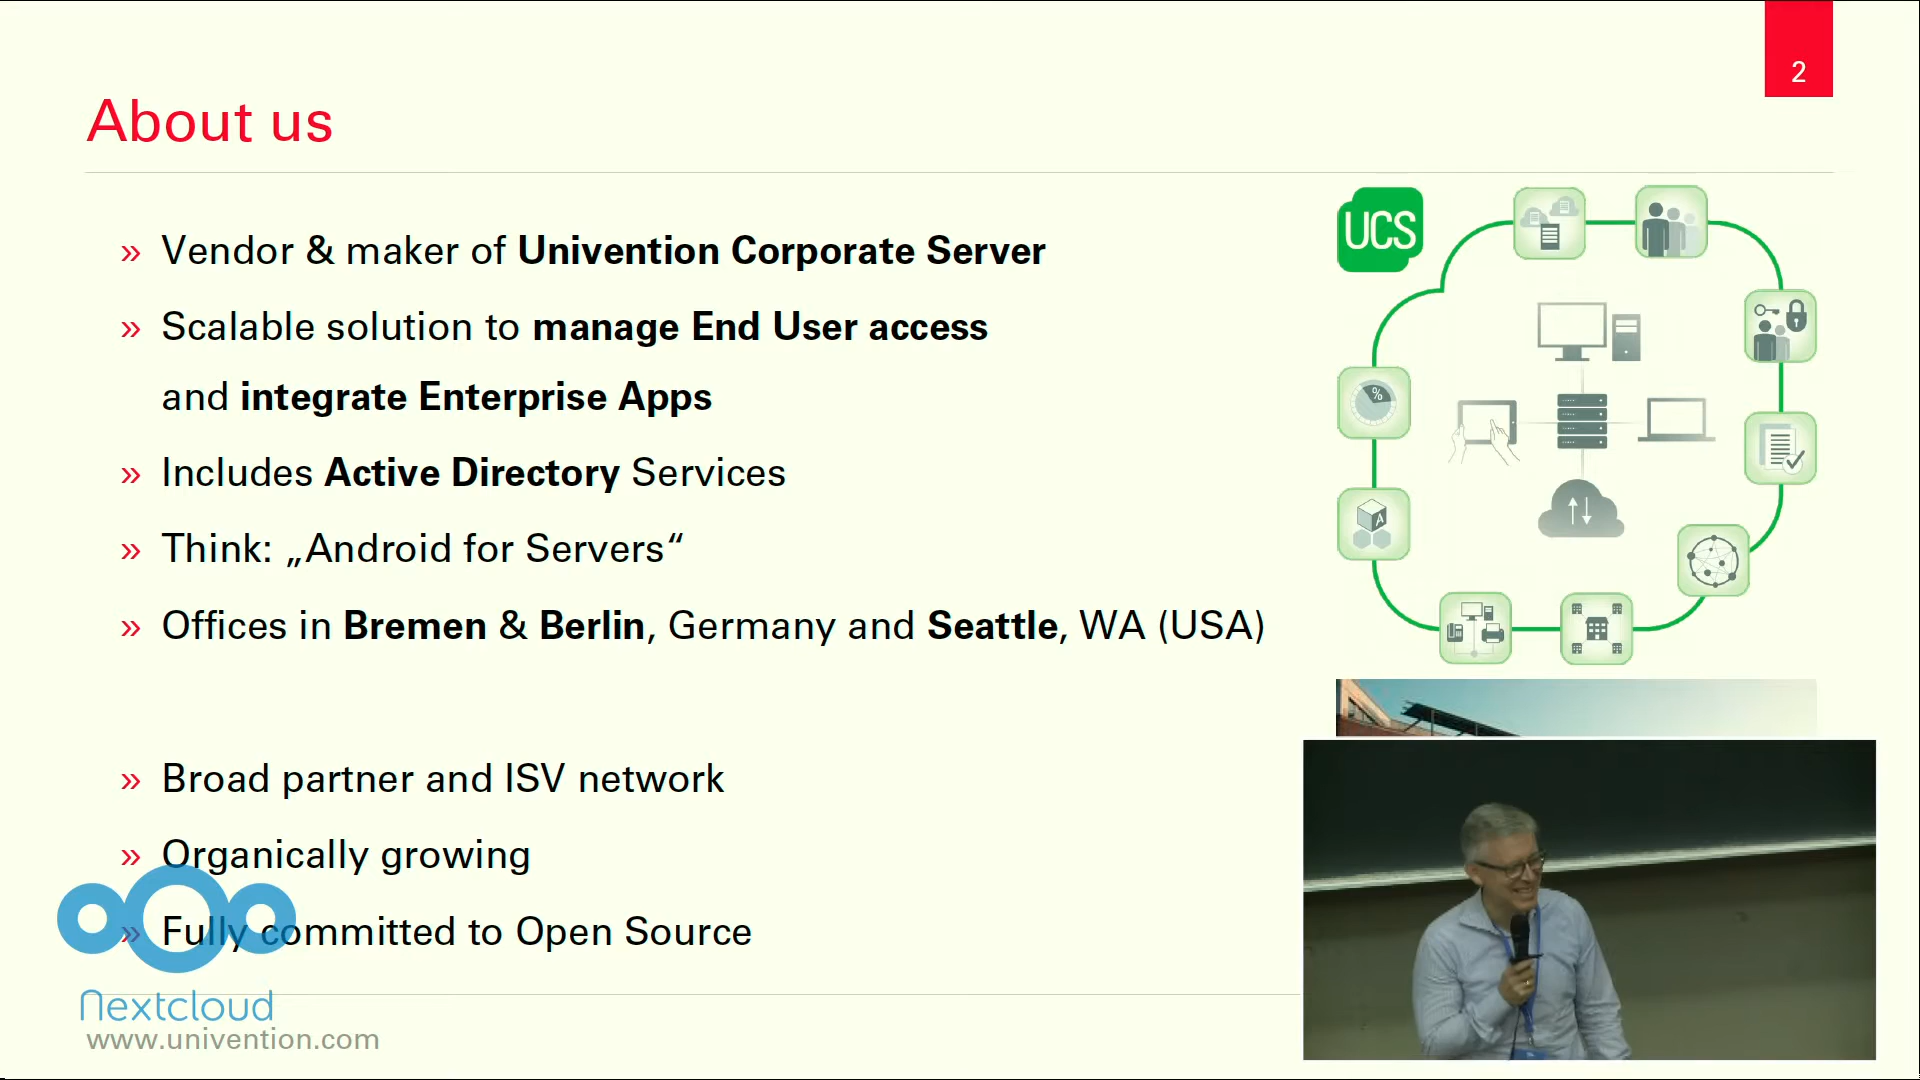 2
About us
» Vendor & maker of Univention Corporate Server
» Scalable solution to manage End User access
and integrate Enterprise Apps
» Includes Active Directory Services
» Think: „Android for Servers“
» Offices in Bremen & Berlin, Germany and Seattle, WA (USA)
» Broad partner and ISV network
» Organically growing
» Fully committed to Open Source
UCS
%
A
Nextcloud
www.univention.com